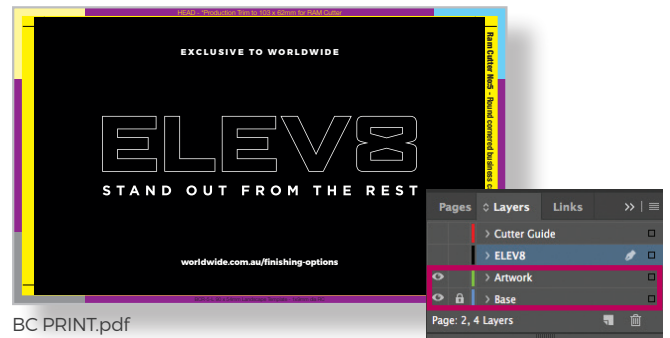 HEAD - *Production Trim to 103 x 62mm for RAM Cutter
EXCLUSIVE TO WORLDWIDE
Ram Cutter No:5 - Round cornered business c
ELEV8
STAND OUT FROM THE REST
worldwide.com.au/finishing-options
BC PRINT.pdf
Pages
Layers
Links
Cutter Guide
ELEV8
Artwork
Base
Page: 2, 4 Layers